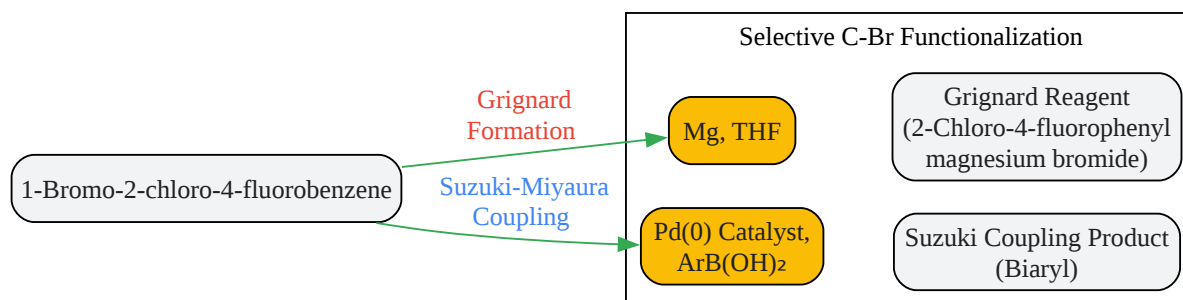 Selective C-Br Functionalization
Grignard
Formation
Mg, THF
Grignard Reagent
(2-Chloro-4-fluorophenyl
magnesium bromide)
1-Bromo-2-chloro-4-fluorobenzene
Suzuki-Miyaura
Coupling
Pd(0) Catalyst,
ArB(OH)₂
Suzuki Coupling Product
(Biaryl)